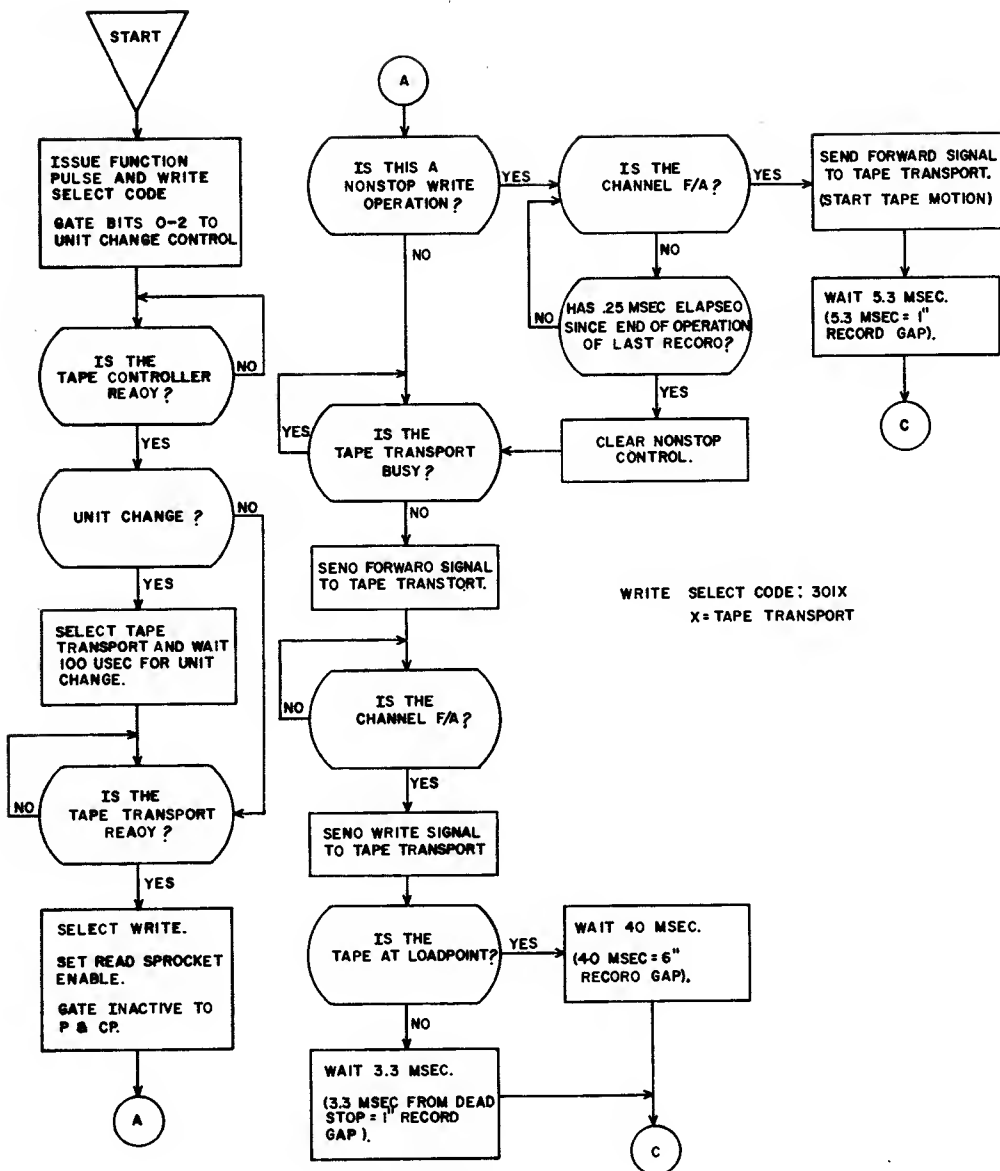 START
ISSUE FUNCTION
PULSE AND WRITE
SELECT CODE
GATE BITS 0-2 TO
UNIT CHANGE CONTROL
IS THE
TAPE CONTROLLER
REAOY?
NO
YES
UNIT CHANGE ?
NO
YES
SELECT TAPE
TRANSPORT AND WAIT
100 USEC FOR UNIT
CHANGE.
IS THE
TAPE TRANSPORT
REAOY?
NO
YES
SELECT WRITE.
SET READ SPROCKET
ENABLE.
GATE INACTIVE TO
P & CP.
A
A
IS THIS A
NONSTOP WRITE
OPERATION?
YES
NO
IS THE
CHANNEL F/A?
YES
NO
HAS .25 MSEC ELAPSEO
SINCE END OF OPERATION
OF LAST RECORD?
NO
YES
CLEAR NONSTOP
CONTROL.
SEND FORWARD SIGNAL
TO TAPE TRANSPORT.
(START TAPE MOTION)
WAIT 5.3 MSEC.
(5.3 MSEC = 1"
RECORD GAP).
C
IS THE
TAPE TRANSPORT
BUSY?
YES
NO
SENO FORWARO SIGNAL
TO TAPE TRANSTORT.
IS THE
CHANNEL F/A?
NO
YES
SENO WRITE SIGNAL
TO TAPE TRANSPORT
IS THE
TAPE AT LOADPOINT?
YES
NO
WAIT 40 MSEC.
(40 MSEC = 6"
RECORO GAP).
WAIT 3.3 MSEC.
(3.3 MSEC FROM DEAD
STOP = 1" RECORD
GAP).
C
WRITE SELECT CODE: 301X
X = TAPE TRANSPORT